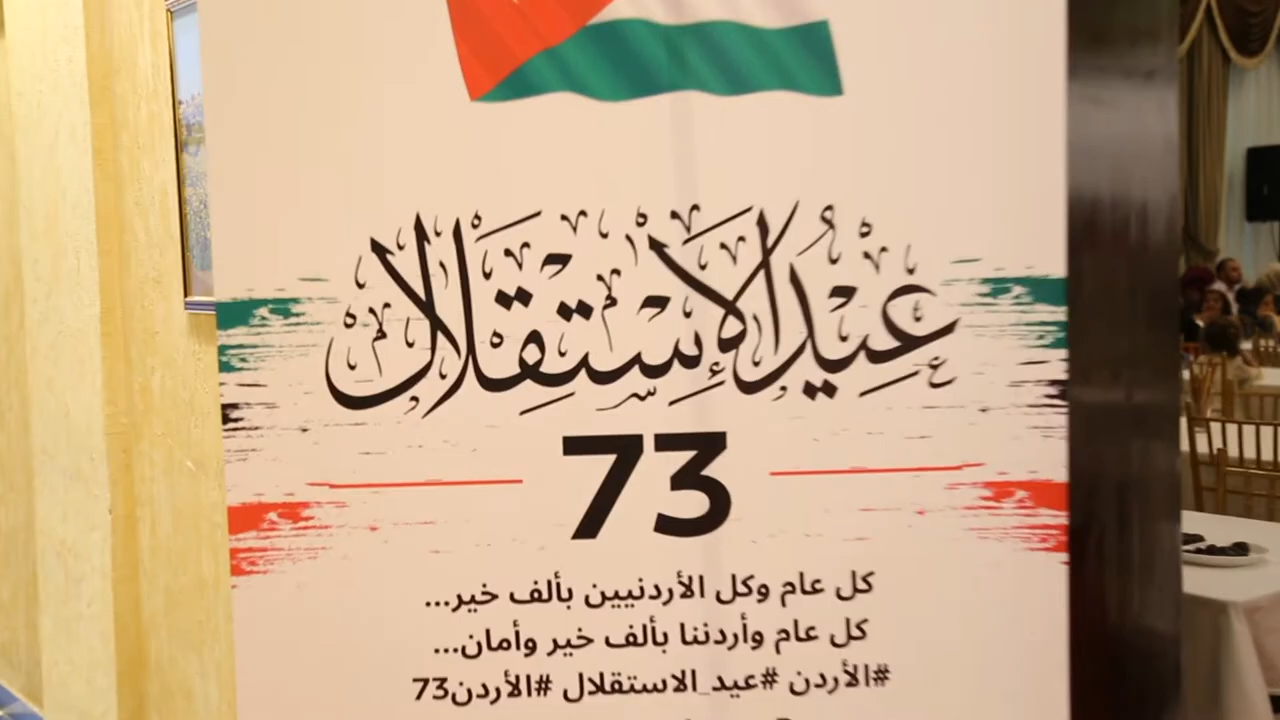 عيد الاستقلال
73
كل عام وكل الأردنيين بألف خير...
كل عام وأردننا بألف خير وأمان...
#الأردن #عيد_الاستقلال #الأردن73